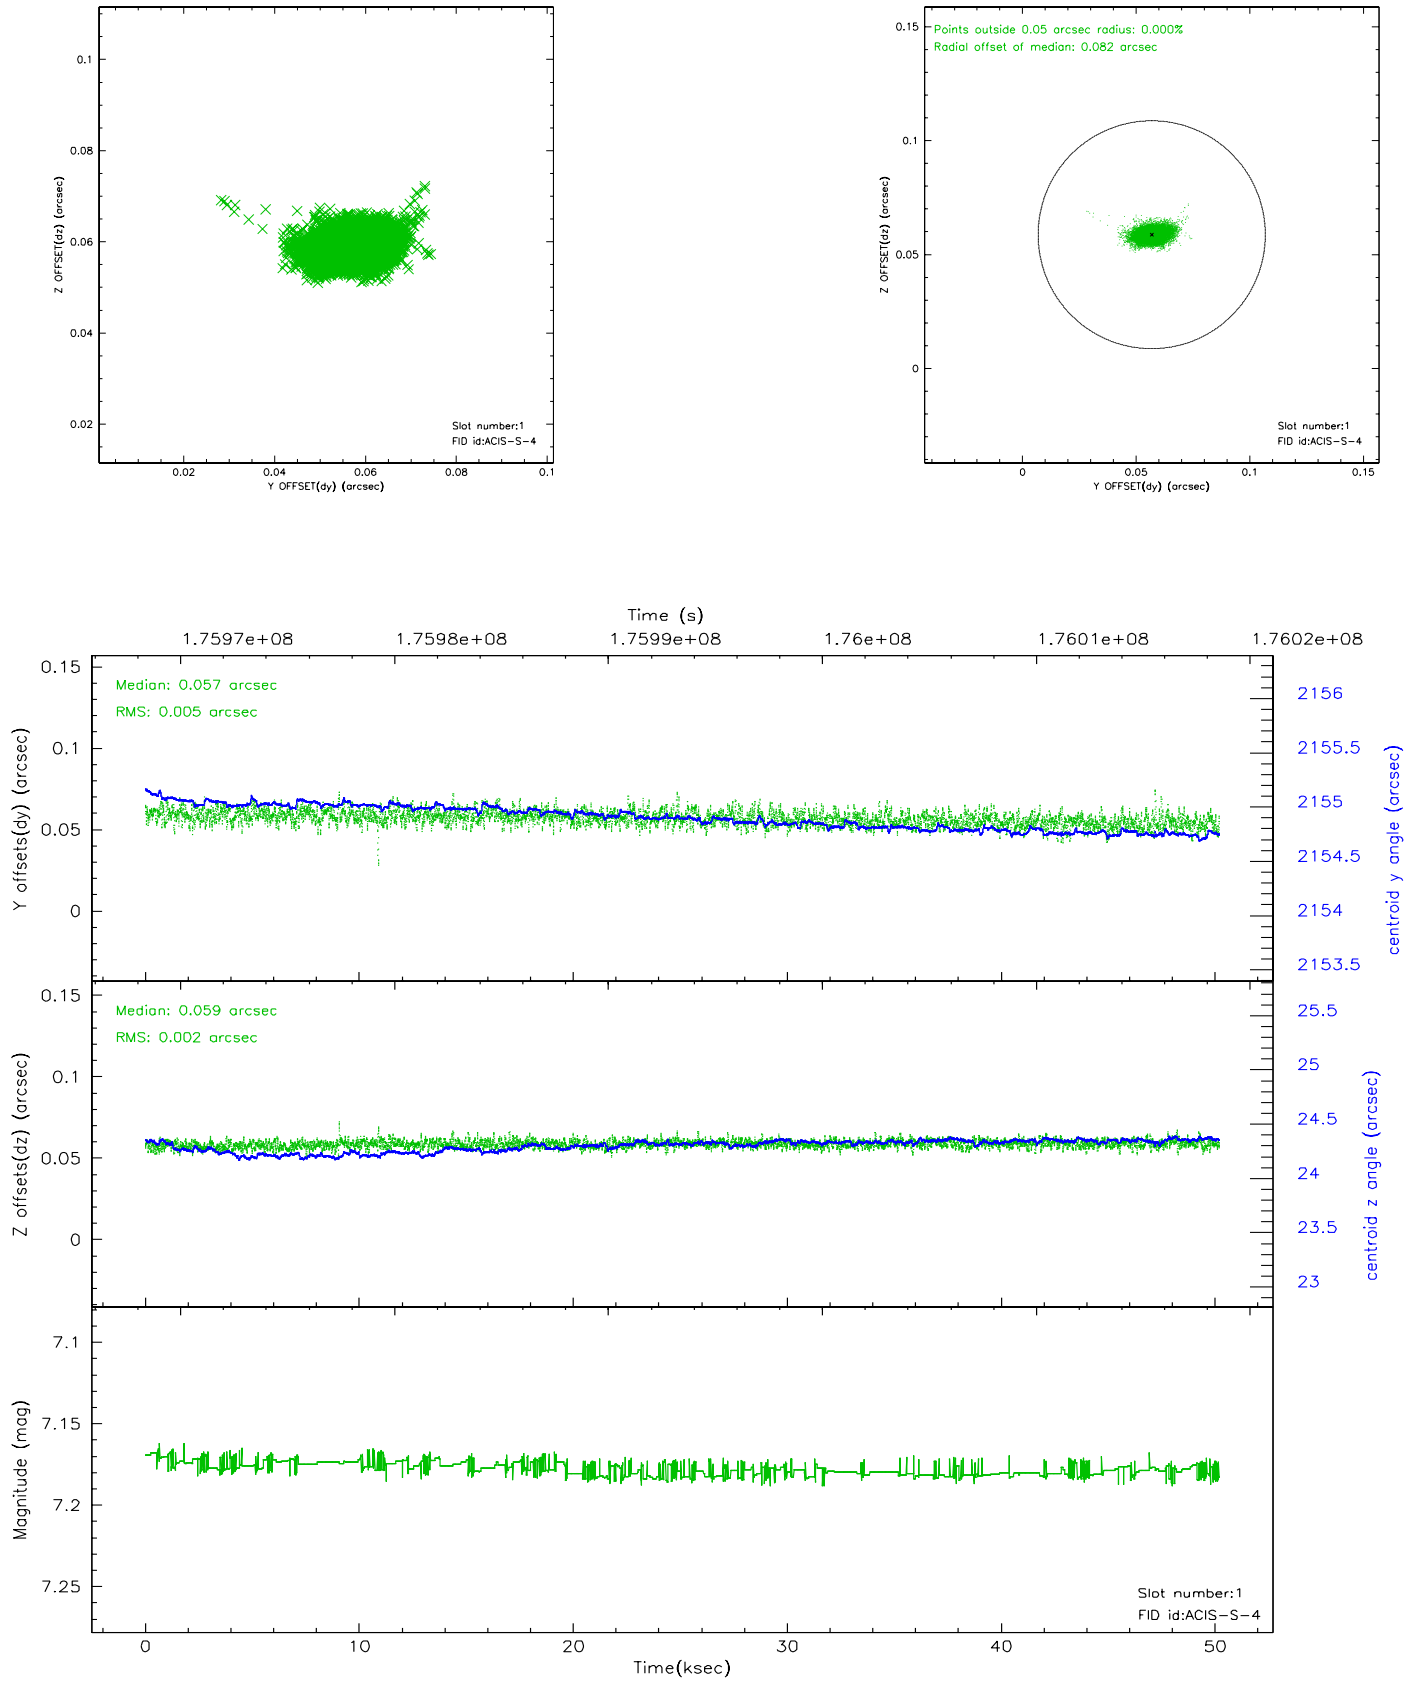 0.1
0.08
0.06
0.04
0.02
Z OFFSET(dz) (arcsec)
Slot number:1
FID id:ACIS-S-4
0.02 0.04 0.06 0.08 0.1
Y OFFSET(dy) (arcsec)
Points outside 0.05 arcsec radius: 0.000%
Radial offset of median: 0.082 arcsec
0.15
0.1
0.05
0
Z OFFSET(dz) (arcsec)
Slot number:1
FID id:ACIS-S-4
0 0.05 0.1 0.15
Y OFFSET(dy) (arcsec)
Time (s)
1.7597e+08 1.7598e+08 1.7599e+08 1.76e+08 1.7601e+08 1.7602e+08
Median: 0.057 arcsec
RMS: 0.005 arcsec
0.15
0.1
0.05
0
Y offsets(dy) (arcsec)
2156
2155.5
2155
2154.5
2154
2153.5
centroid y angle (arcsec)
Median: 0.059 arcsec
RMS: 0.002 arcsec
0.15
0.1
0.05
0
Z offsets(dz) (arcsec)
25.5
25
24.5
24
23.5
23
centroid z angle (arcsec)
7.1
7.15
7.2
7.25
Magnitude (mag)
Slot number:1
FID id:ACIS-S-4
0 10 20 30 40 50
Time(ksec)